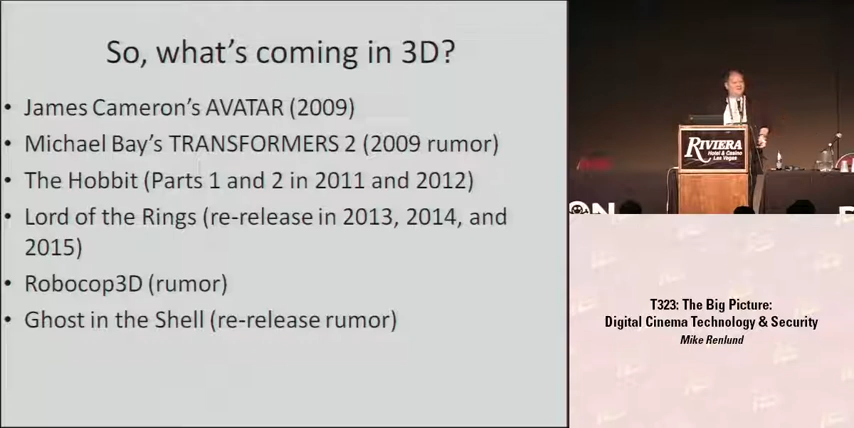 So, what's coming in 3D?
• James Cameron's AVATAR (2009)
• Michael Bay's TRANSFORMERS 2 (2009 rumor)
• The Hobbit (Parts 1 and 2 in 2011 and 2012)
• Lord of the Rings (re-release in 2013, 2014, and
2015)
• Robocop3D (rumor)
• Ghost in the Shell (re-release rumor)
RIVIERA
Hotel & Casino
Las Vegas
T323: The Big Picture:
Digital Cinema Technology & Security
Mike Renlund